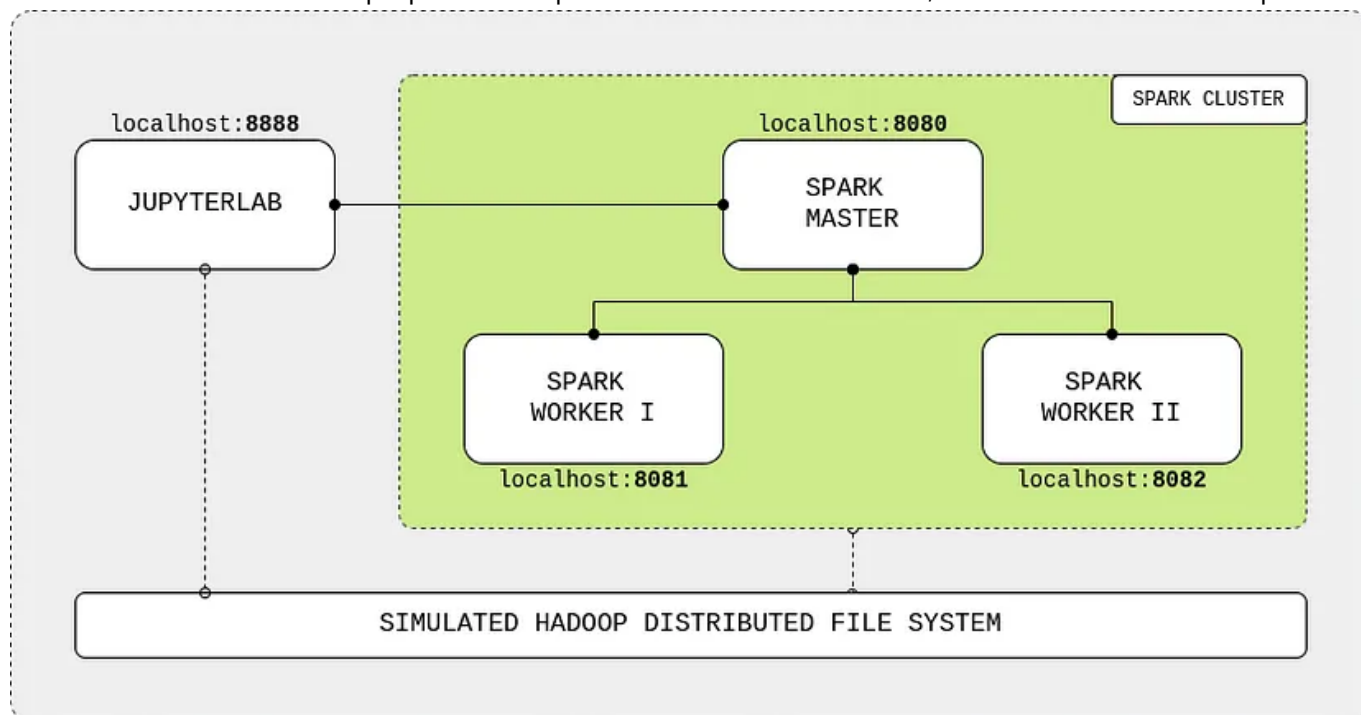 SPARK CLUSTER
localhost:8888
localhost:8080
JUPYTERLAB
SPARK
MASTER
SPARK
WORKER I
SPARK
WORKER II
localhost:8081
localhost:8082
SIMULATED HADOOP DISTRIBUTED FILE SYSTEM